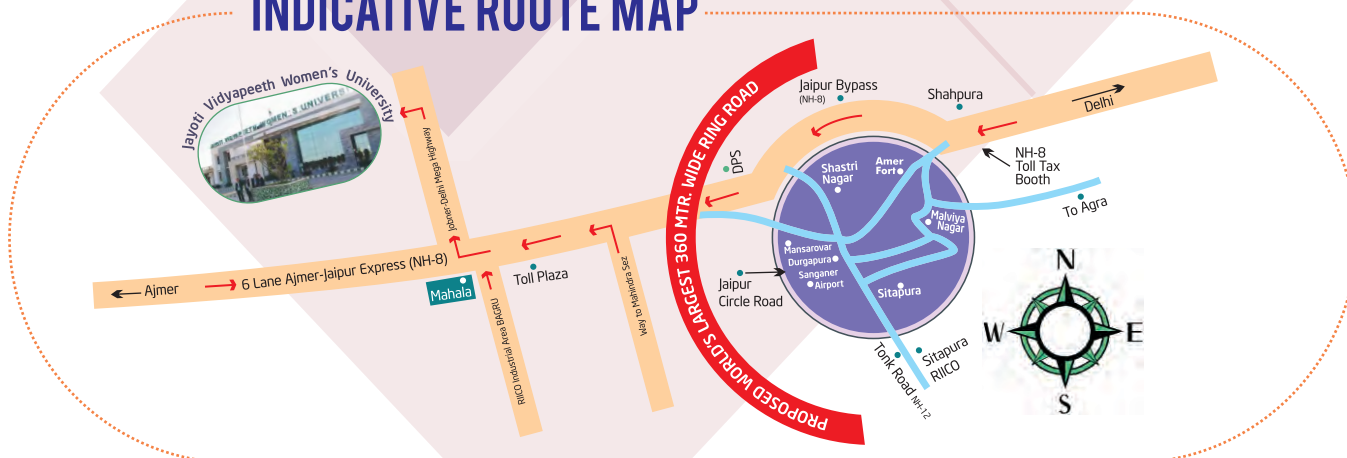 INDICATIVE ROUTE MAP
Jayoti Vidyapeeth Women's University
Jobner-Delhi Mega Highway
Ajmer
6 Lane Ajmer-Jaipur Express (NH-8)
Mahala
RIICO Industrial Area BAGRU
Toll Plaza
Way to Mahindra Sez
PROPOSED WORLD'S LARGEST 360 MTR. WIDE RING ROAD
DPS
Jaipur Bypass
(NH-8)
Shahpura
Delhi
NH-8
Toll Tax
Booth
To Agra
Shastri
Nagar
Amer
Fort
Malviya
Nagar
Mansarovar
Durgapura
Sanganer
Airport
Sitapura
Jaipur
Circle Road
Tonk Road NH-12
Sitapura
RIICO
N
W
E
S